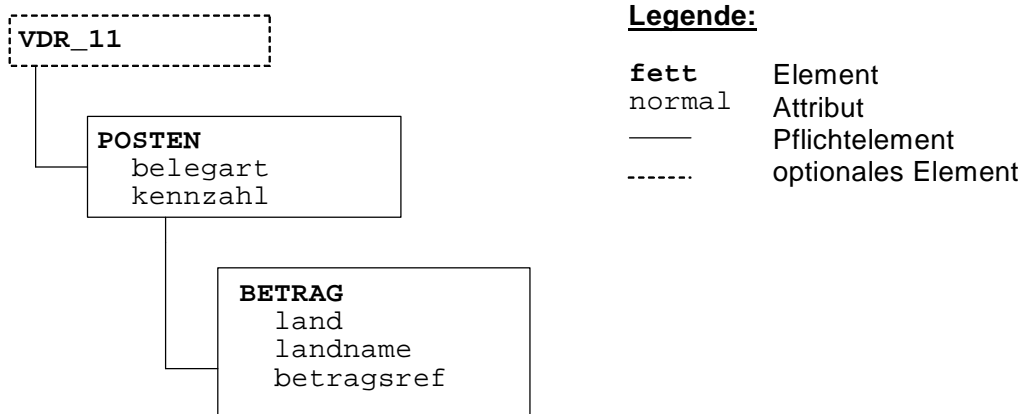 VDR_11
POSTEN
belegart
kennzahl
BETRAG
land
landname
betragsref
Legende:
fett Element
normal Attribut
Pflichtelement
optionales Element